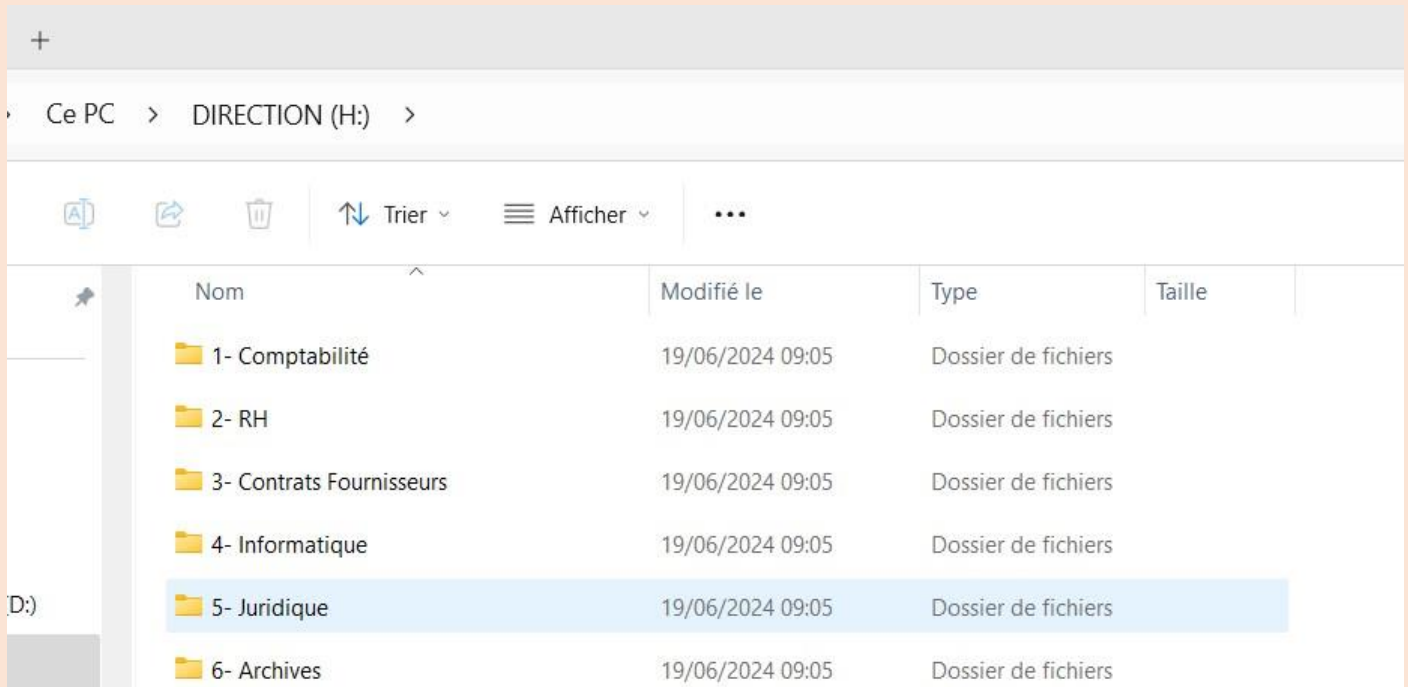 Ce PC > DIRECTION (H:) >
Trier Afficher ...
Nom Modifié le Type Taille
1- Comptabilité 19/06/2024 09:05 Dossier de fichiers
2- RH 19/06/2024 09:05 Dossier de fichiers
3- Contrats Fournisseurs 19/06/2024 09:05 Dossier de fichiers
4- Informatique 19/06/2024 09:05 Dossier de fichiers
D:) 5- Juridique 19/06/2024 09:05 Dossier de fichiers
6- Archives 19/06/2024 09:05 Dossier de fichiers